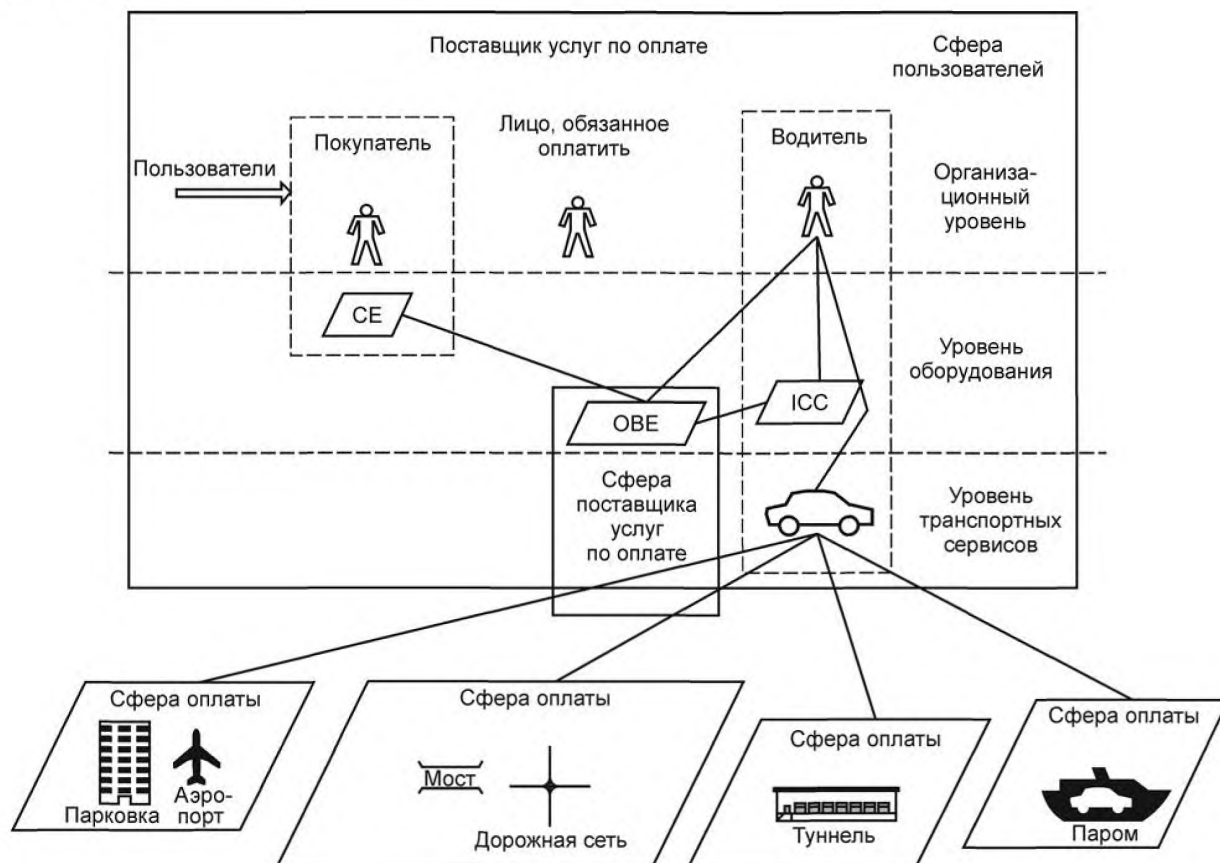 Поставщик услуг по оплате
Сфера
пользователей
Пользователи
Покупатель
Лицо, обязанное
оплатить
Водитель
Организа-
ционный
уровень
CE
OBE
ICC
Уровень
оборудования
Сфера
поставщика
услуг
по оплате
Уровень
транспортных
сервисов
Сфера оплаты
Парковка
Аэро-
порт
Сфера оплаты
Мост
Дорожная сеть
Сфера оплаты
Туннель
Сфера оплаты
Паром